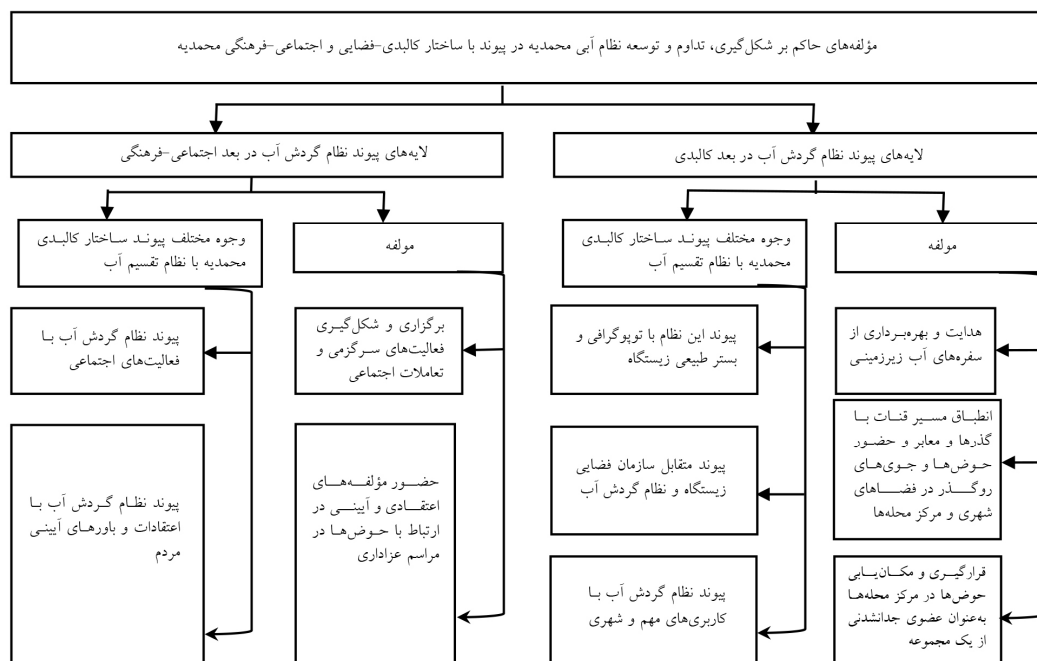 مؤلفه‌های حاکم بر شکل‌گیری، تداوم و توسعه نظام آبی محمدیه در پیوند با ساختار کالبدی-فضایی و اجتماعی-فرهنگی محمدیه
لایه‌های پیوند نظام گردش آب در بعد کالبدی
لایه‌های پیوند نظام گردش آب در بعد اجتماعی-فرهنگی
مولفه
وجوه مختلف پیوند ساختار کالبدی
محمدیه با نظام تقسیم آب
مولفه
وجوه مختلف پیوند ساختار کالبدی
محمدیه با نظام تقسیم آب
هدایت و بهره‌برداری از
سفره‌های آب زیرزمینی
پیوند این نظام با توپوگرافی و
بستر طبیعی زیستگاه
برگزاری و شکل‌گیری
فعالیت‌های سرگزمی و
تعاملات اجتماعی
پیوند نظام گردش آب با
فعالیت‌های اجتماعی
انطباق مسیر قنات با
گذرها و معابر و حضور
حوض‌ها و جوی‌های
روگذر در فضاهای
شهری و مرکز محله‌ها
پیوند متقابل سازمان فضایی
زیستگاه و نظام گردش آب
حضور مؤلفه‌های
اعتقادی و آیینی در
ارتباط با حوض‌ها در
مراسم عزاداری
پیوند نظام گردش آب با
اعتقادات و باورهای آیینی
مردم
قرارگیری و مکان‌یابی
حوض‌ها در مرکز محله‌ها
به‌عنوان عضوی جدانشدنی
از یک مجموعه
پیوند نظام گردش آب با
کاربری‌های مهم و شهری